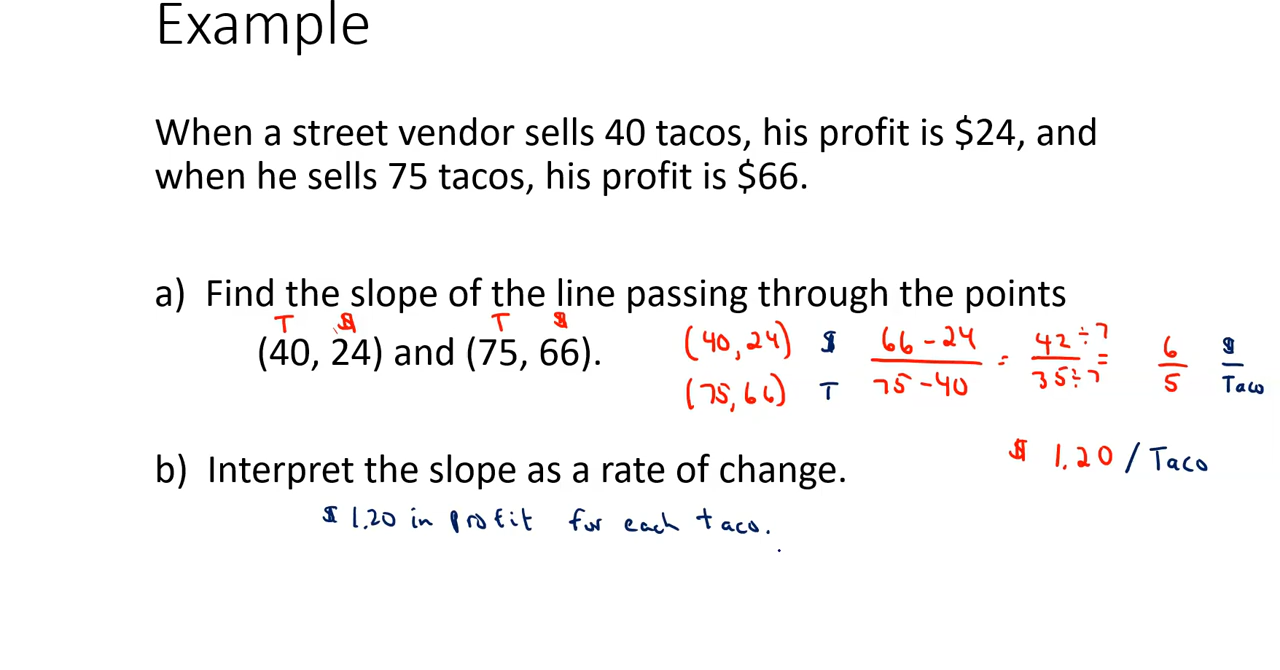 Example
When a street vendor sells 40 tacos, his profit is $24, and
when he sells 75 tacos, his profit is $66.
a) Find the slope of the line passing through the points
T $ T $
(40, 24) and (75, 66).
(40,24) $ 66-24 = 42÷7 = 6 $
(75,66) T 75-40 35÷7 5 Taco
$ 1.20 / Taco
b) Interpret the slope as a rate of change.
$ 1.20 in profit for each taco.